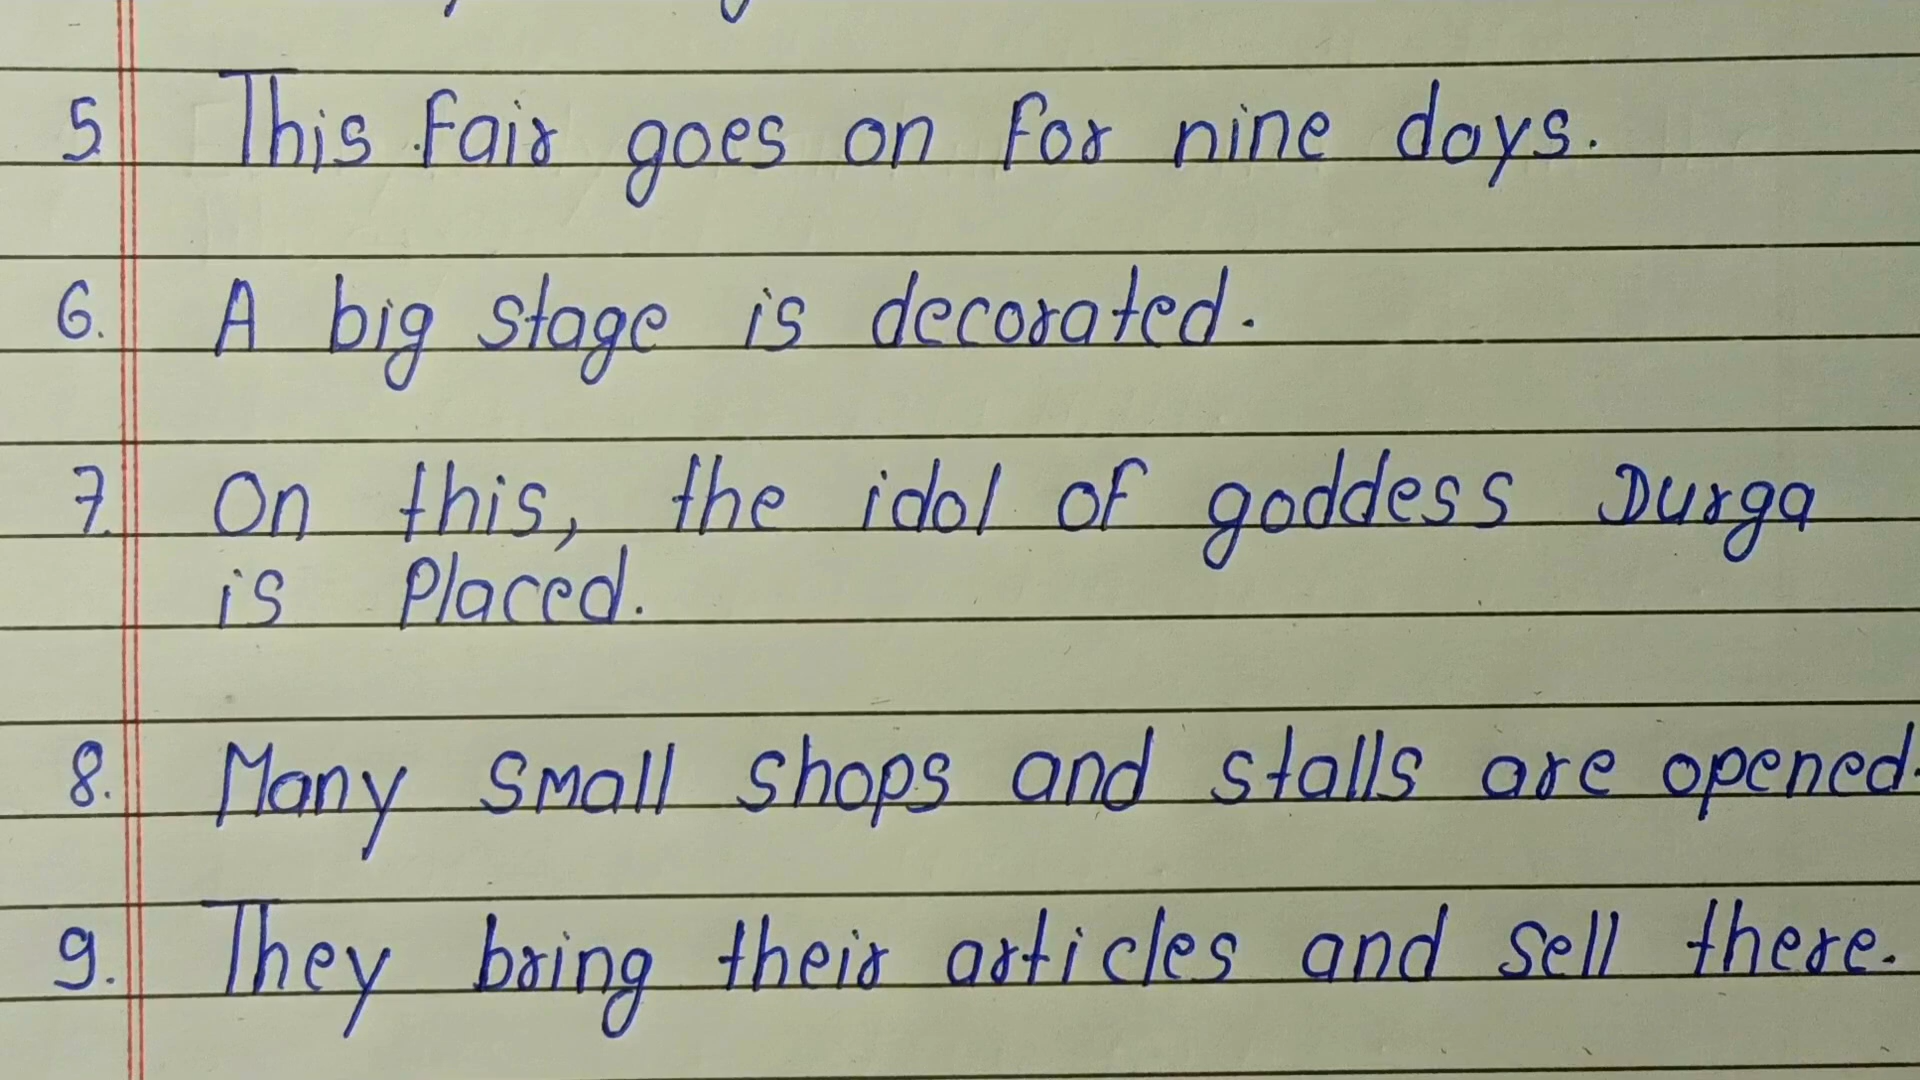 5. This Fair goes on For nine days.
6. A big stage is decorated.
7. On this, the idol of goddess Durga
is Placed.
8. Many small shops and stalls are opened.
9. They bring their articles and sell there.